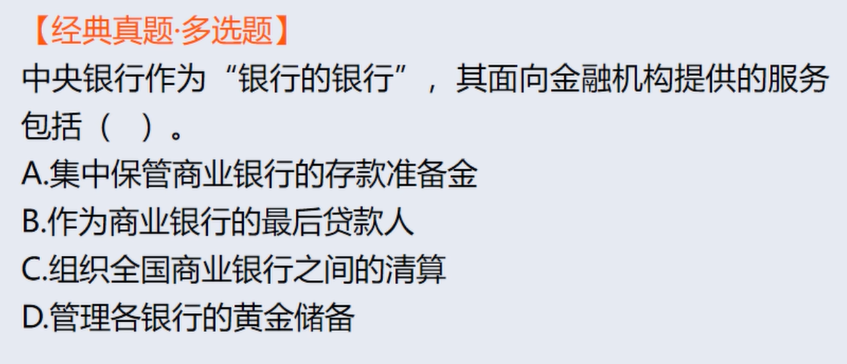 【经典真题·多选题】
中央银行作为“银行的银行”，其面向金融机构提供的服务
包括（ ）。
A.集中保管商业银行的存款准备金
B.作为商业银行的最后贷款人
C.组织全国商业银行之间的清算
D.管理各银行的黄金储备